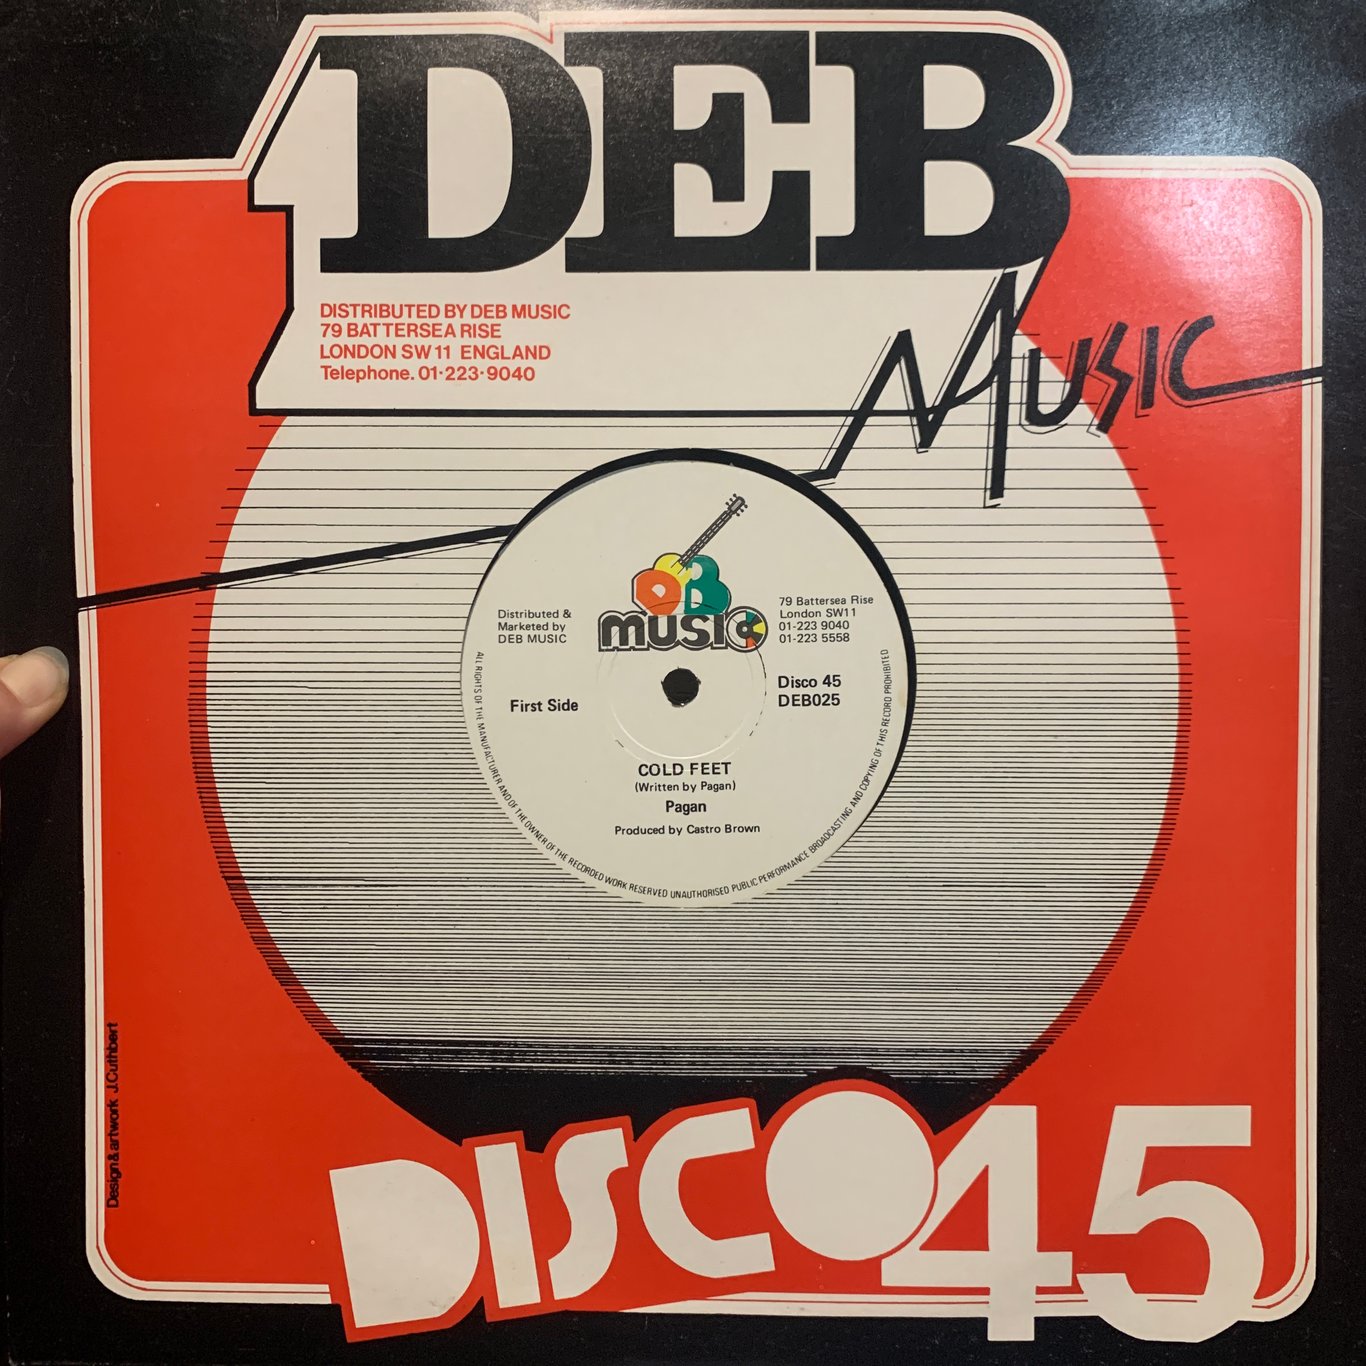 DEB
MUSIC
DISTRIBUTED BY DEB MUSIC
79 BATTERSEA RISE
LONDON SW11 ENGLAND
Telephone. 01·223·9040
DEB
MUSIC
Distributed &
Marketed by
DEB MUSIC
79 Battersea Rise
London SW11
01-223 9040
01-223 5558
First Side
Disco 45
DEB025
COLD FEET
(Written by Pagan)
Pagan
Produced by Castro Brown
ALL RIGHTS OF THE MANUFACTURER AND OF THE OWNER OF THE RECORDED WORK RESERVED UNAUTHORISED PUBLIC PERFORMANCE BROADCASTING AND COPYING OF THIS RECORD PROHIBITED
Design & artwork J.Cuthbert
DISCO 45